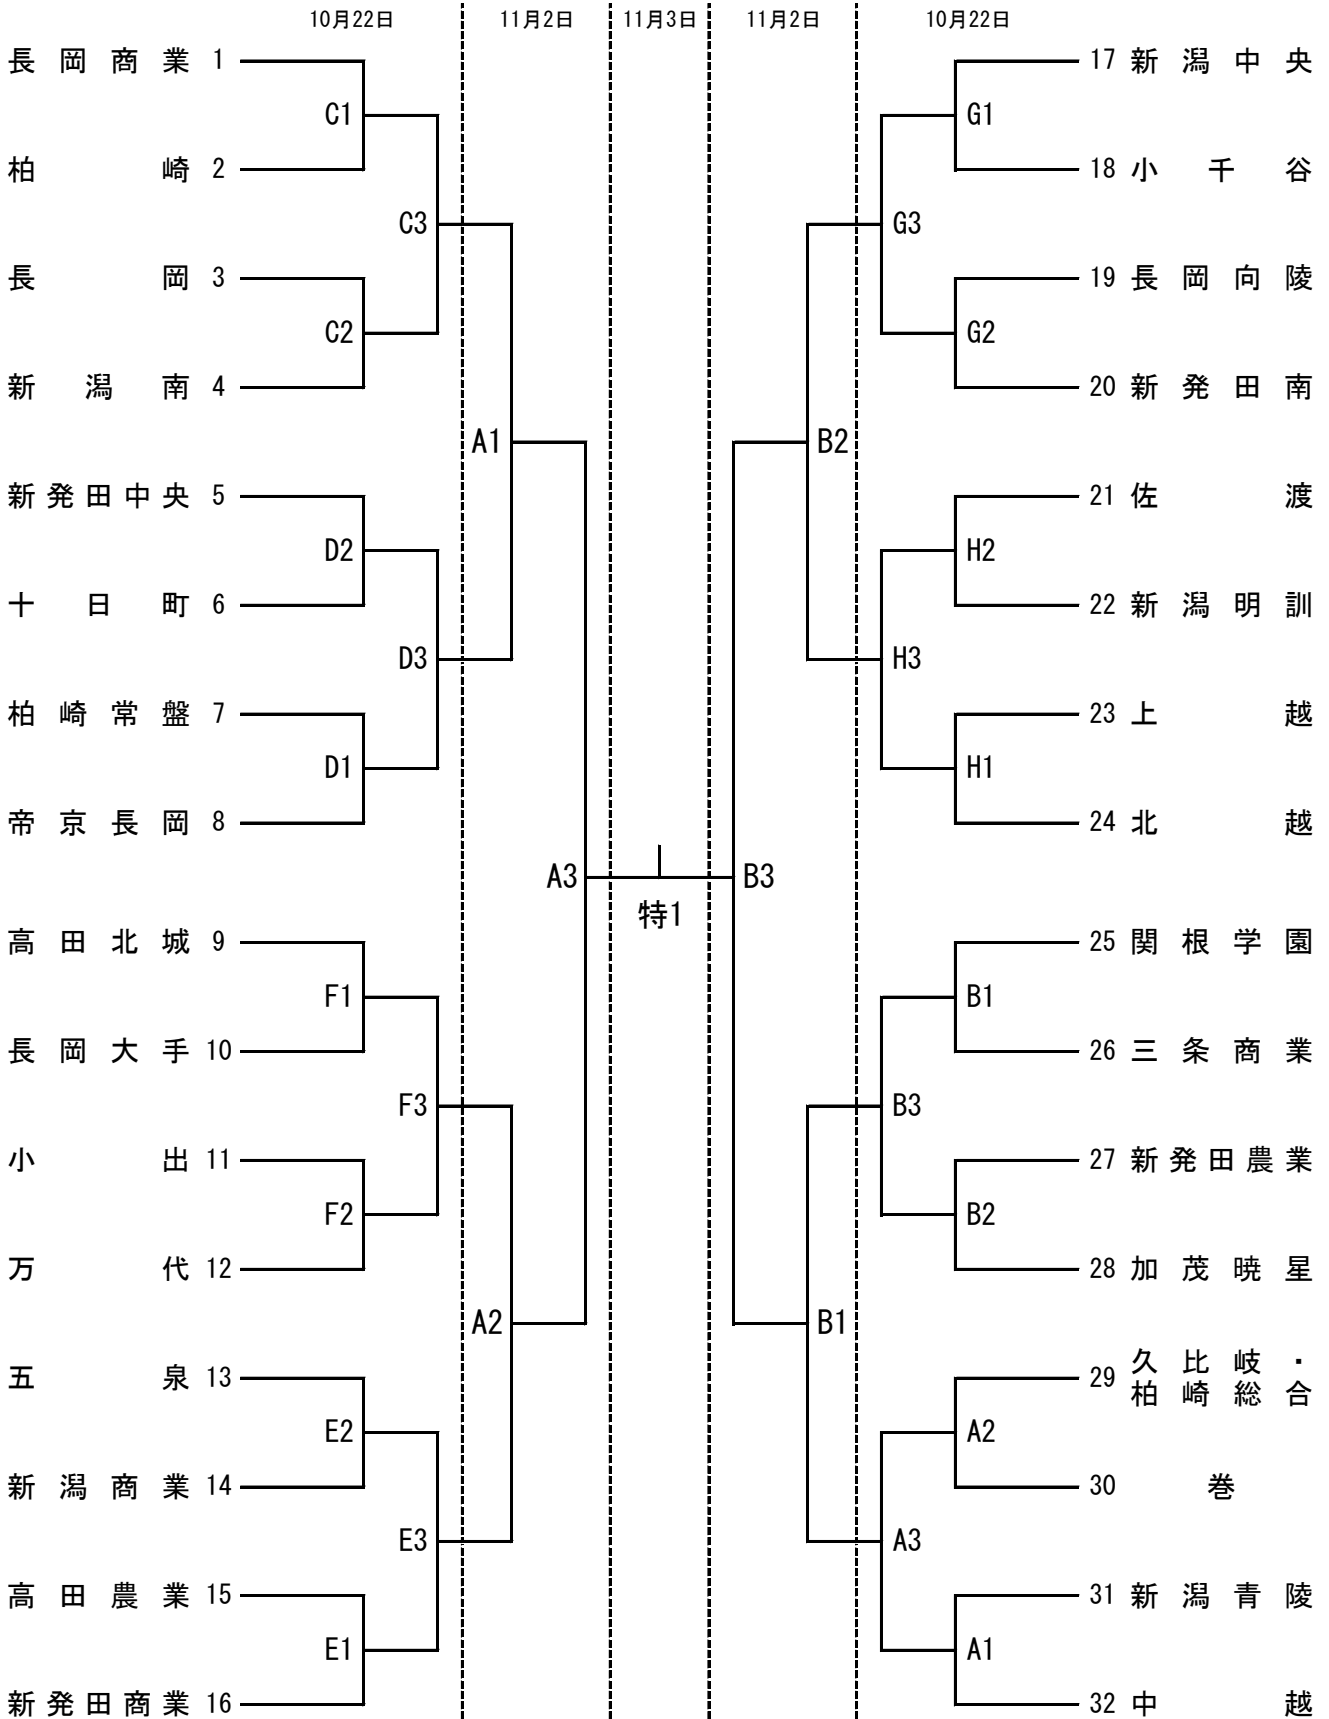 10月22日 11月2日 11月3日 11月2日 10月22日
長岡商業 1
C1
柏崎 2
C3
長岡 3
C2
新潟南 4
A1
新発田中央 5
D2
十日町 6
D3
柏崎常盤 7
D1
帝京長岡 8
A3
高田北城 9
F1
長岡大手 10
F3
小出 11
F2
万代 12
A2
五泉 13
E2
新潟商業 14
E3
高田農業 15
E1
新発田商業 16
特1
17 新潟中央
G1
18 小千谷
G3
19 長岡向陵
G2
20 新発田南
B2
21 佐渡
H2
22 新潟明訓
H3
23 上越
H1
24 北越
B3
25 関根学園
B1
26 三条商業
B3
27 新発田農業
B2
28 加茂暁星
B1
29 久比岐・
柏崎総合
A2
30 巻
A3
31 新潟青陵
A1
32 中越